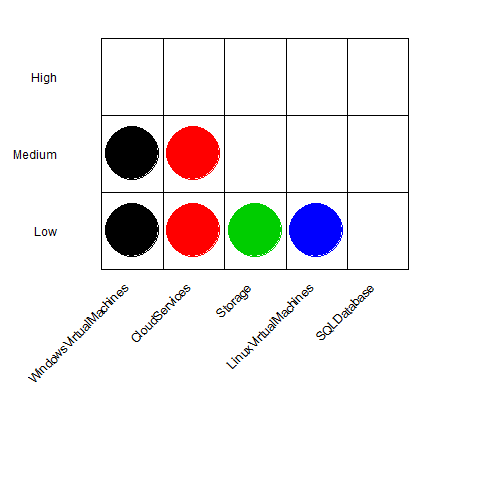 High
Medium
Low
WindowsVirtualMachines
CloudServices
Storage
LinuxVirtualMachines
SQLDatabase